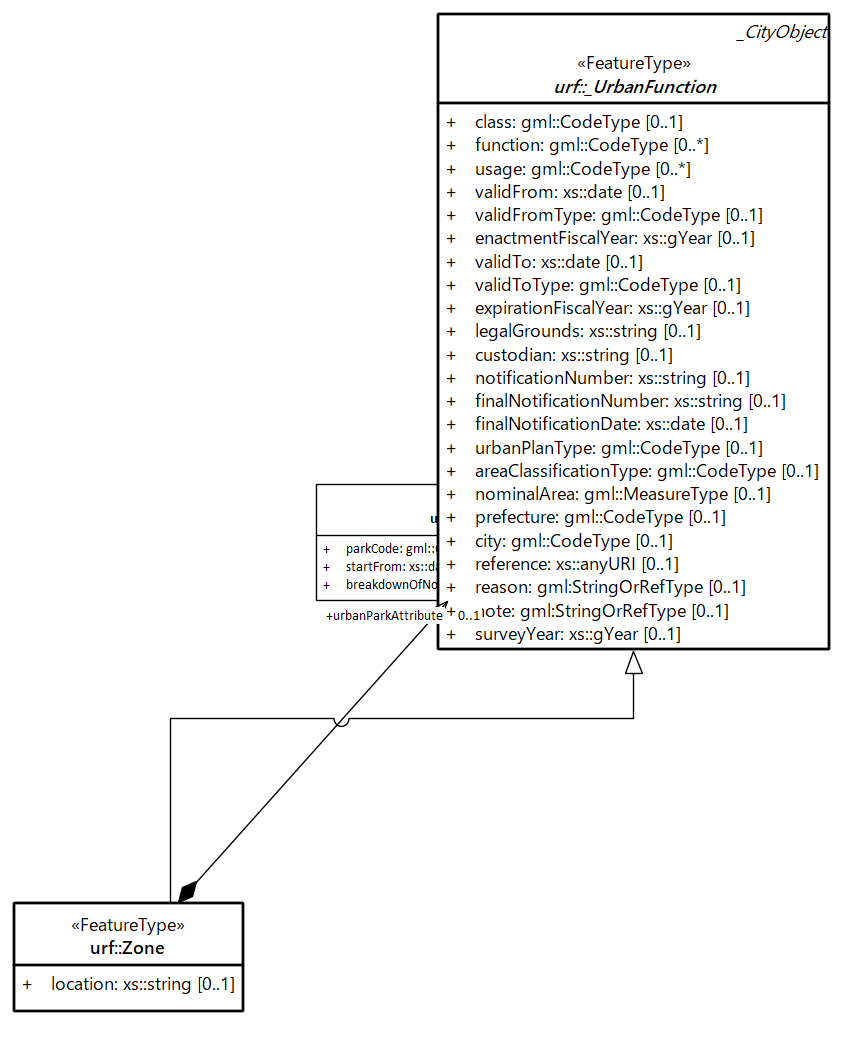 _CityObject
«FeatureType»
urf::_UrbanFunction
+ class: gml::CodeType [0..1]
+ function: gml::CodeType [0..*]
+ usage: gml::CodeType [0..*]
+ validFrom: xs::date [0..1]
+ validFromType: gml::CodeType [0..1]
+ enactmentFiscalYear: xs::gYear [0..1]
+ validTo: xs::date [0..1]
+ validToType: gml::CodeType [0..1]
+ expirationFiscalYear: xs::gYear [0..1]
+ legalGrounds: xs::string [0..1]
+ custodian: xs::string [0..1]
+ notificationNumber: xs::string [0..1]
+ finalNotificationNumber: xs::string [0..1]
+ finalNotificationDate: xs::date [0..1]
+ urbanPlanType: gml::CodeType [0..1]
+ areaClassificationType: gml::CodeType [0..1]
+ nominalArea: gml::MeasureType [0..1]
+ prefecture: gml::CodeType [0..1]
+ city: gml::CodeType [0..1]
+ reference: xs::anyURI [0..1]
+ reason: gml:StringOrRefType [0..1]
+ note: gml:StringOrRefType [0..1]
+ surveyYear: xs::gYear [0..1]
+ parkCode: gml::
+ startFrom: xs::
+ 
+urbanParkAttribute 0..1
«FeatureType»
urf::Zone
+ location: xs::string [0..1]